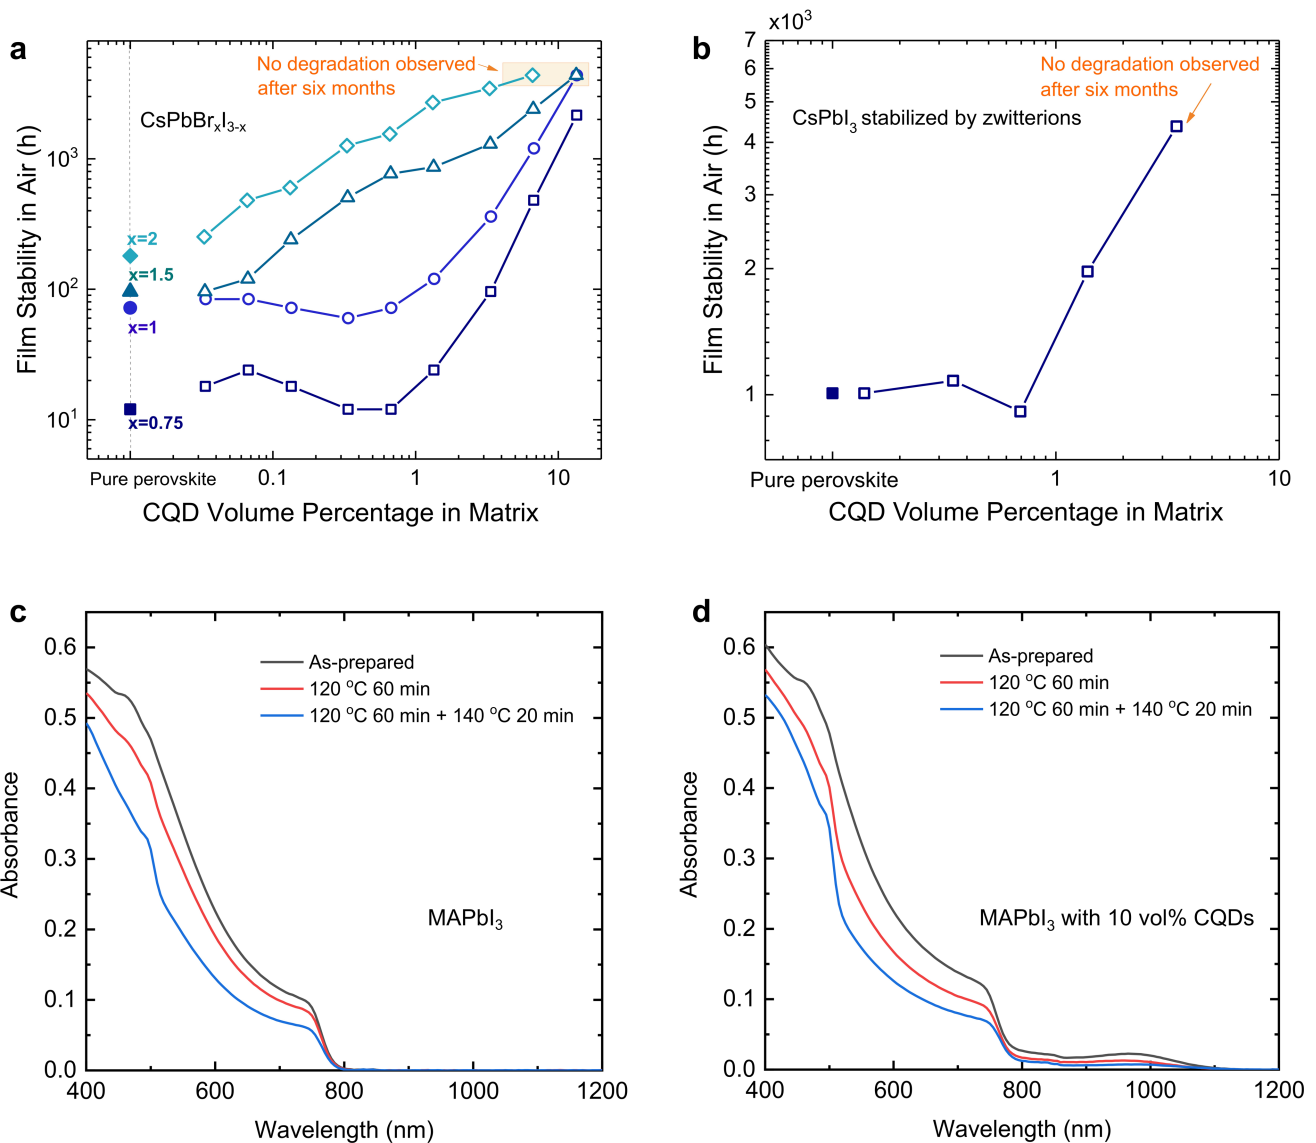 a
Film Stability in Air (h)
10³
10²
10¹
No degradation observed
after six months
CsPbBrₓI₃₋ₓ
x=2
x=1.5
x=1
x=0.75
Pure perovskite
0.1
1
10
CQD Volume Percentage in Matrix
b
x10³
Film Stability in Air (h)
7
6
5
4
3
2
1
No degradation observed
after six months
CsPbI₃ stabilized by zwitterions
Pure perovskite
1
10
CQD Volume Percentage in Matrix
c
Absorbance
0.6
0.5
0.4
0.3
0.2
0.1
0.0
As-prepared
120 °C 60 min
120 °C 60 min + 140 °C 20 min
MAPbI₃
400
600
800
1000
1200
Wavelength (nm)
d
Absorbance
0.6
0.5
0.4
0.3
0.2
0.1
0.0
As-prepared
120 °C 60 min
120 °C 60 min + 140 °C 20 min
MAPbI₃ with 10 vol% CQDs
400
600
800
1000
1200
Wavelength (nm)